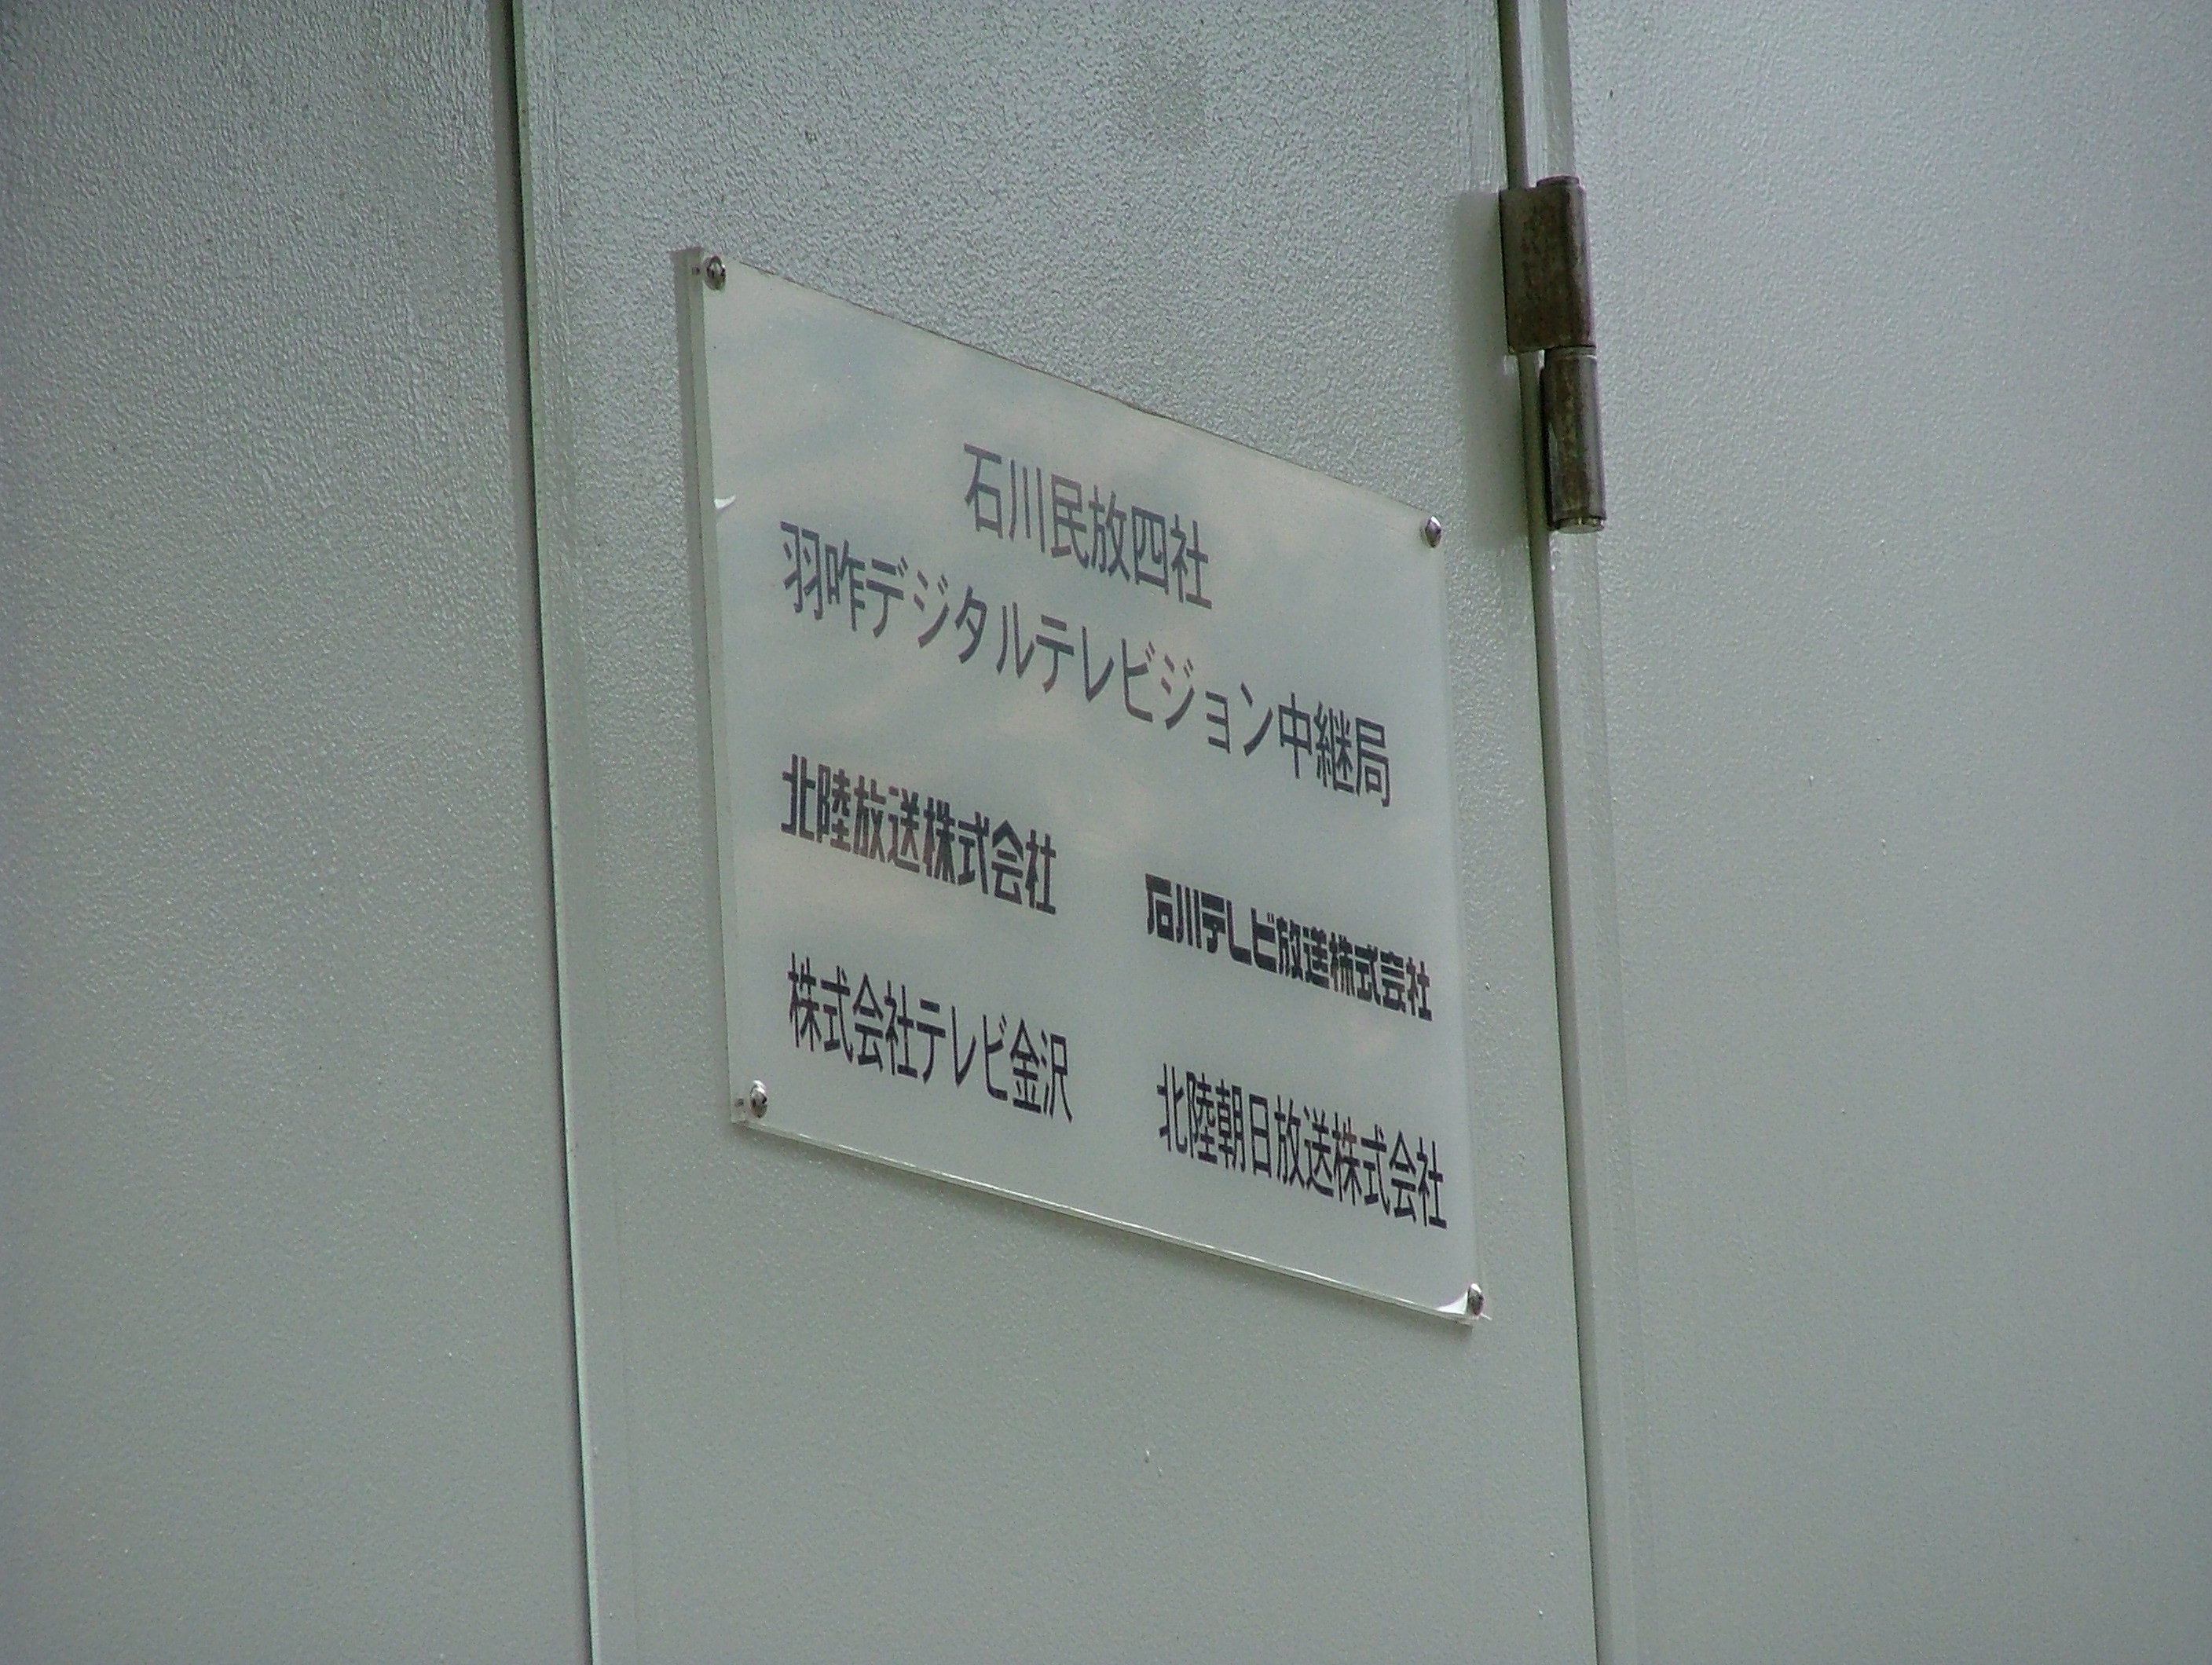 石川民放四社
羽咋デジタルテレビジョン中継局
北陸放送株式会社
石川テレビ放送株式会社
株式会社テレビ金沢
北陸朝日放送株式会社